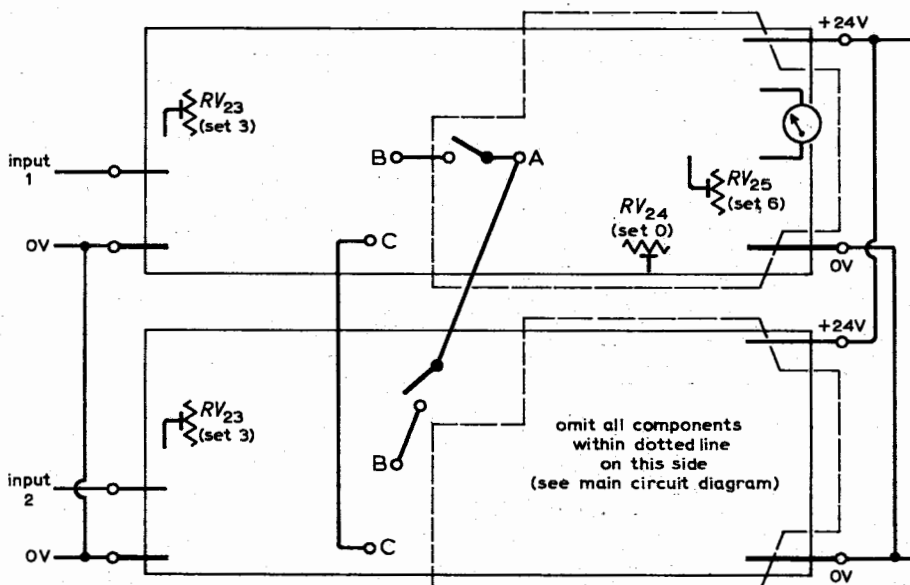 +24V
RV23
(set 3)
input
1
B
A
RV25
(set 6)
RV24
(set 0)
0V
C
0V
+24V
RV23
(set 3)
omit all components
within dotted line
on this side
(see main circuit diagram)
B
input
2
C
0V
0V